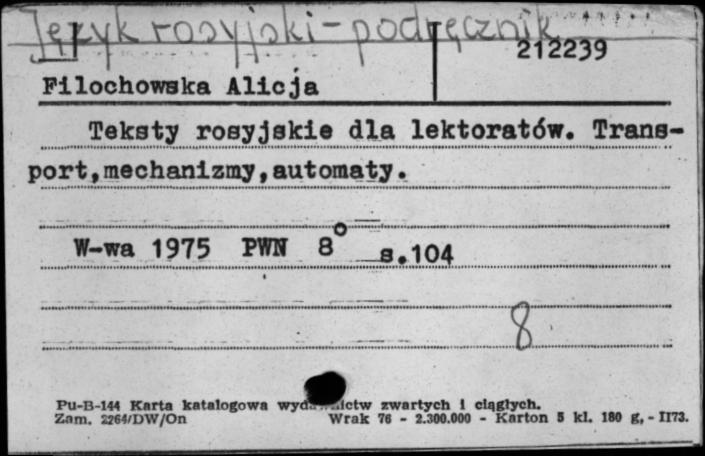 Język rosyjski - podręcznik
212239
Filochowska Alicja
Teksty rosyjskie dla lektoratów. Trans-
port,mechanizmy,automaty.
W-wa 1975 PWN 8° s.104
8
Pu-B-144 Karta katalogowa wydawnictw zwartych i ciągłych.
Zam. 2264/DW/On Wrak 76 - 2.300.000 - Karton 5 kl. 180 g. - II73.